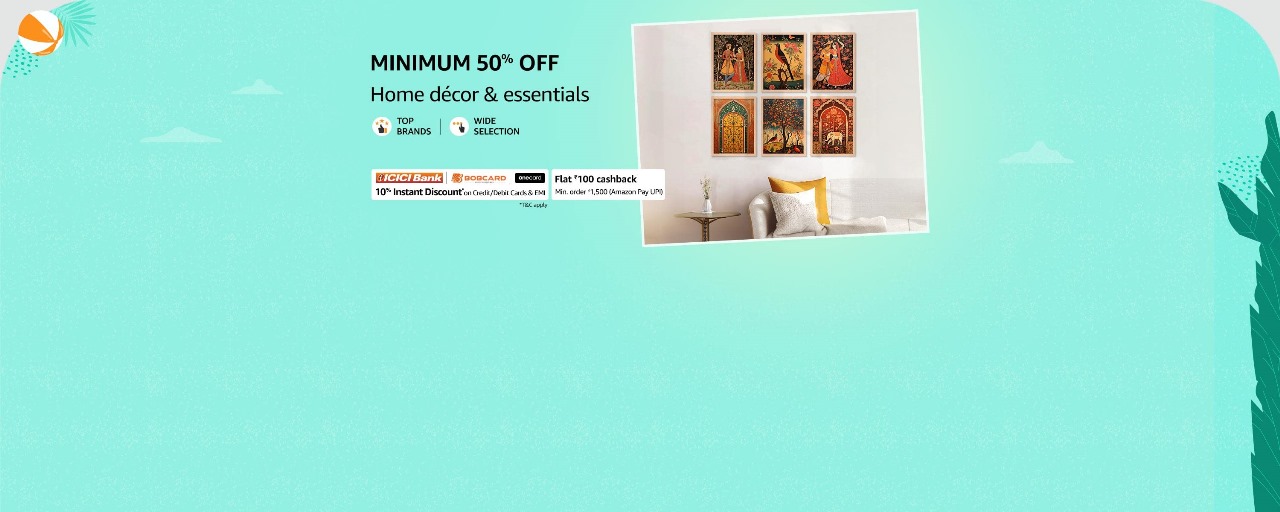 MINIMUM 50% OFF
Home décor & essentials
TOP
BRANDS
WIDE
SELECTION
ICICI Bank
BOBCARD
onecard
10% Instant Discount* on Credit/Debit Cards & EMI
*T&C apply
Flat ₹100 cashback
Min. order ₹1,500 (Amazon Pay UPI)